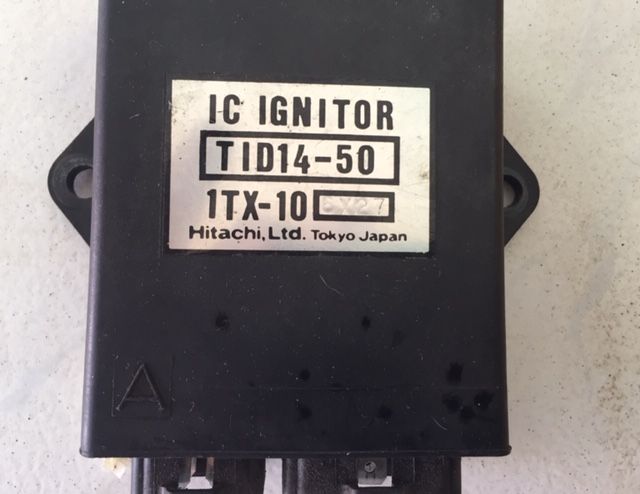 IC IGNITOR
TID14-50
1TX-10
Hitachi, Ltd. Tokyo Japan
A